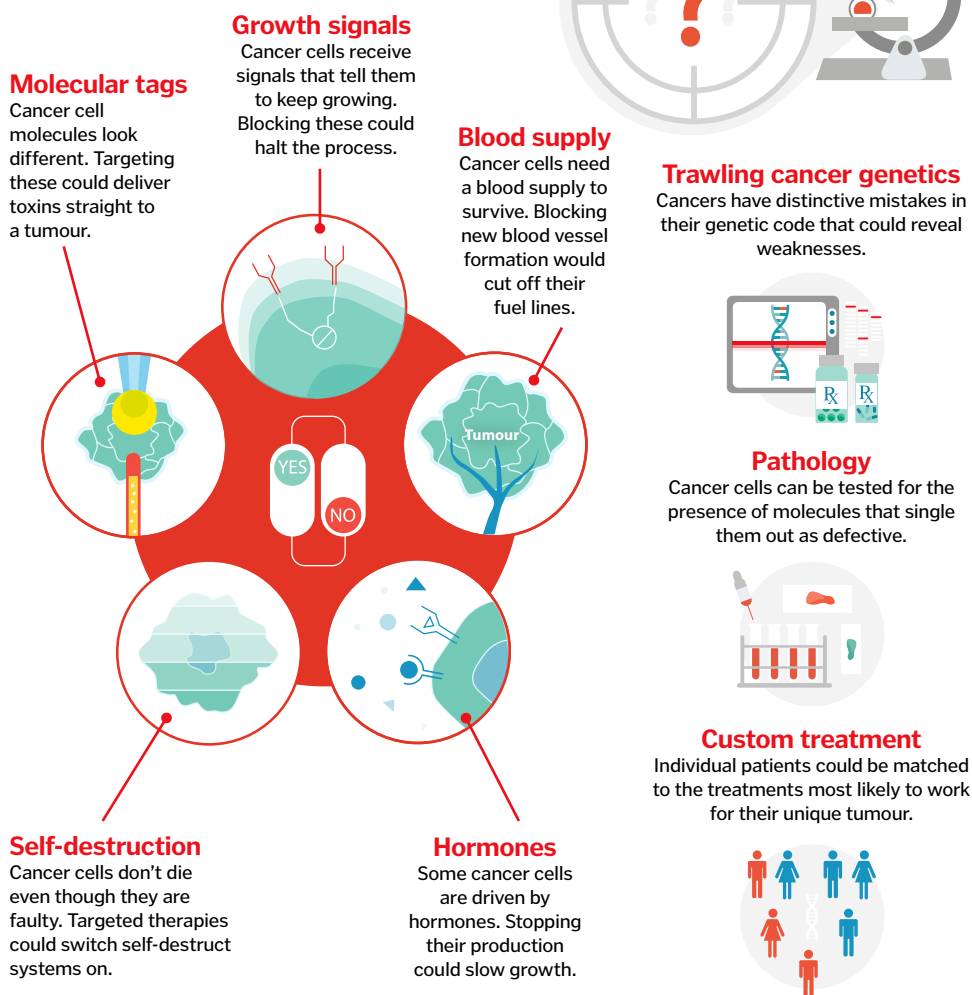 Growth signals
Cancer cells receive
signals that tell them
to keep growing.
Blocking these could
halt the process.
Molecular tags
Cancer cell
molecules look
different. Targeting
these could deliver
toxins straight to
a tumour.
Blood supply
Cancer cells need
a blood supply to
survive. Blocking
new blood vessel
formation would
cut off their
fuel lines.
Tumour
YES
NO
Self-destruction
Cancer cells don't die
even though they are
faulty. Targeted therapies
could switch self-destruct
systems on.
Hormones
Some cancer cells
are driven by
hormones. Stopping
their production
could slow growth.
? ? ?
Trawling cancer genetics
Cancers have distinctive mistakes in
their genetic code that could reveal
weaknesses.
Rx
Rx
Pathology
Cancer cells can be tested for the
presence of molecules that single
them out as defective.
Custom treatment
Individual patients could be matched
to the treatments most likely to work
for their unique tumour.